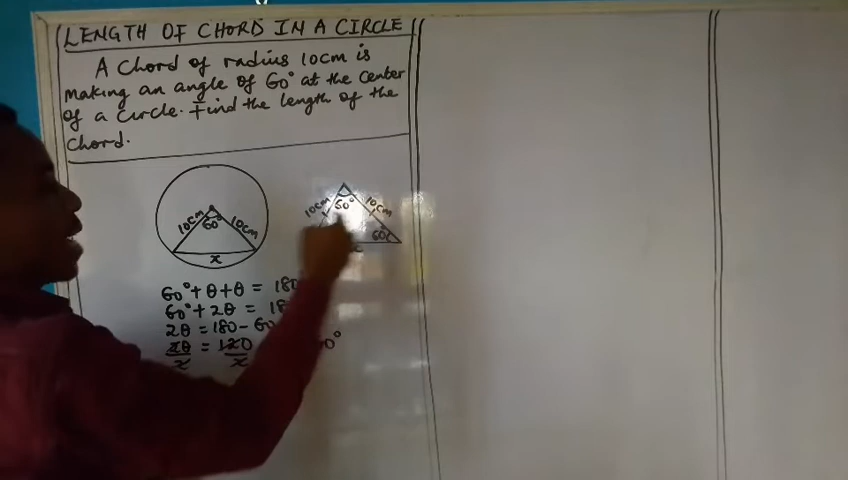 LENGTH OF CHORD IN A CIRCLE
A Chord of radius 10cm is
making an angle of 60° at the center
of a circle. Find the length of the
chord.
10cm 60° 10cm
x
10cm 60° 10cm
60°
x
60° + θ + θ = 180
60° + 2θ = 18
2θ = 180 - 60
2θ = 120